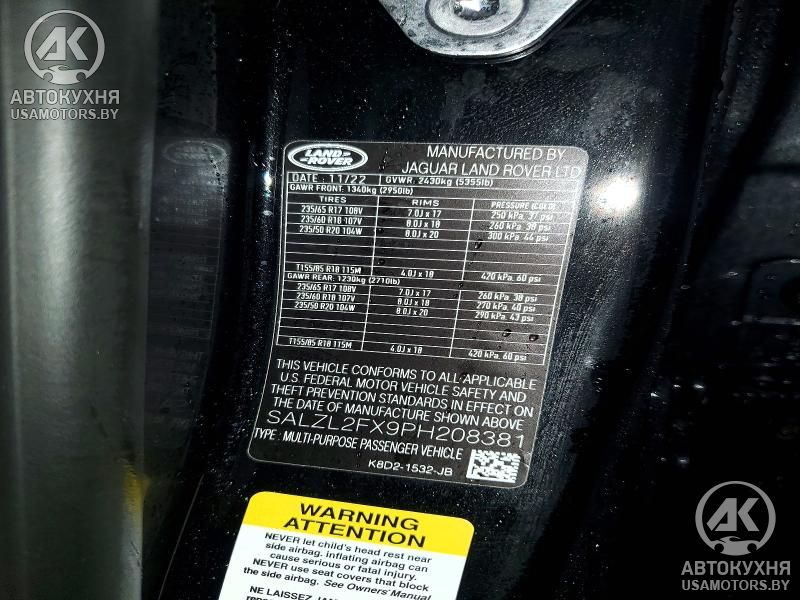 АВТОКУХНЯ
USAMOTORS.BY
LAND ROVER
MANUFACTURED BY
JAGUAR LAND ROVER LTD
DATE : 11/22 GVWR: 2430kg (5355lb)
GAWR FRONT: 1340kg (2950lb)
TIRES RIMS PRESSURE (COLD)
235/65 R17 108V 7.0J x 17 250 kPa. 37 psi
235/60 R18 107V 8.0J x 18 260 kPa. 38 psi
235/50 R20 104W 8.0J x 20 300 kPa. 44 psi
T155/85 R18 115M 4.0J x 18 420 kPa. 60 psi
GAWR REAR: 1230kg (2710lb)
235/65 R17 108V 7.0J x 17 260 kPa. 38 psi
235/60 R18 107V 8.0J x 18 270 kPa. 40 psi
235/50 R20 104W 8.0J x 20 290 kPa. 43 psi
T155/85 R18 115M 4.0J x 18 420 kPa. 60 psi
THIS VEHICLE CONFORMS TO ALL APPLICABLE
U.S. FEDERAL MOTOR VEHICLE SAFETY AND
THEFT PREVENTION STANDARDS IN EFFECT ON
THE DATE OF MANUFACTURE SHOWN ABOVE
SALZL2FX9PH208381
TYPE : MULTI-PURPOSE PASSENGER VEHICLE
K8D2-1532-JB
WARNING
ATTENTION
NEVER let child's head rest near
side airbag. inflating airbag can
cause serious or fatal injury.
NEVER use seat covers that block
the side airbag. See Owners' Manual
NE LAISSEZ
АВТОКУХНЯ
USAMOTORS.BY